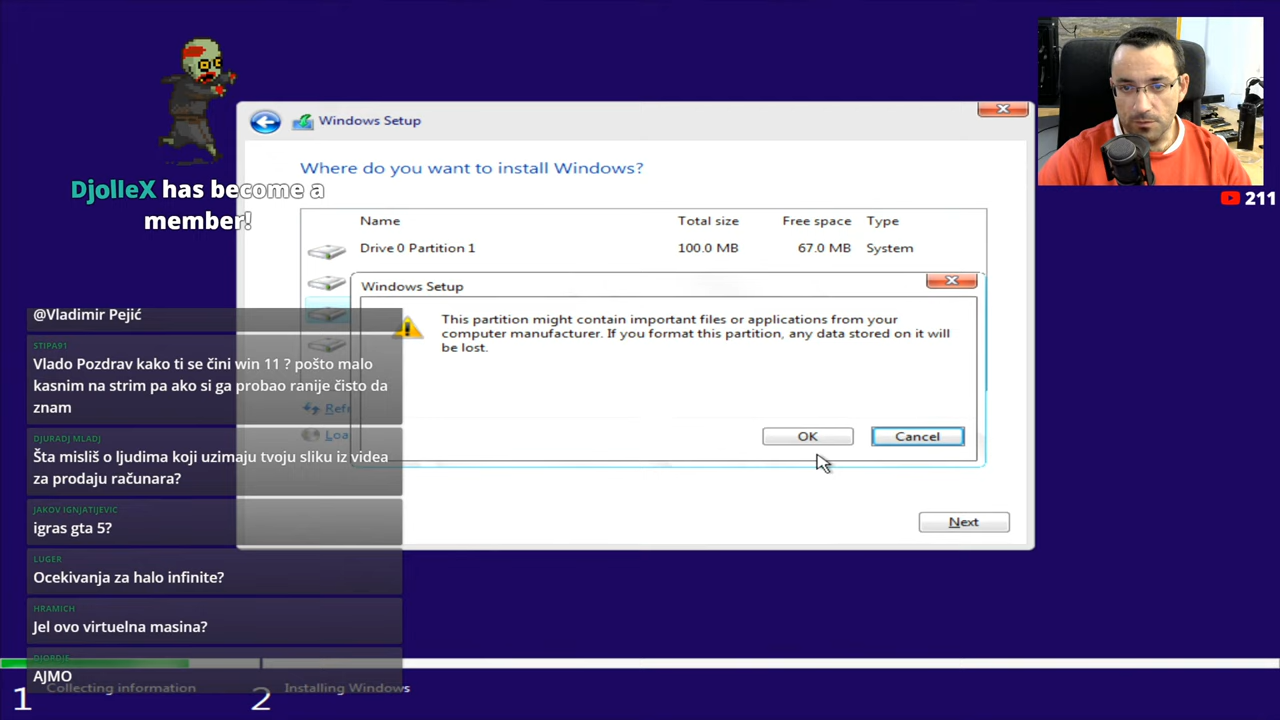 DjolleX has become a
member!
@Vladimir Pejić
STIPA91
Vlado Pozdrav kako ti se čini win 11 ? pošto malo
kasnim na strim pa ako si ga probao ranije čisto da
znam
DJURADJ MLADJ
Šta misliš o ljudima koji uzimaju tvoju sliku iz videa
za prodaju računara?
JAKOV IGNJATIJEVIC
igras gta 5?
LUGER
Ocekivanja za halo infinite?
HRAMICH
Jel ovo virtuelna masina?
AJMO
Windows Setup
Where do you want to install Windows?
Name Total size Free space Type
Drive 0 Partition 1 100.0 MB 67.0 MB System
Windows Setup
This partition might contain important files or applications from your
computer manufacturer. If you format this partition, any data stored on it will
be lost.
OK Cancel
Refr
Loa
Next
1 Collecting information 2 Installing Windows
211